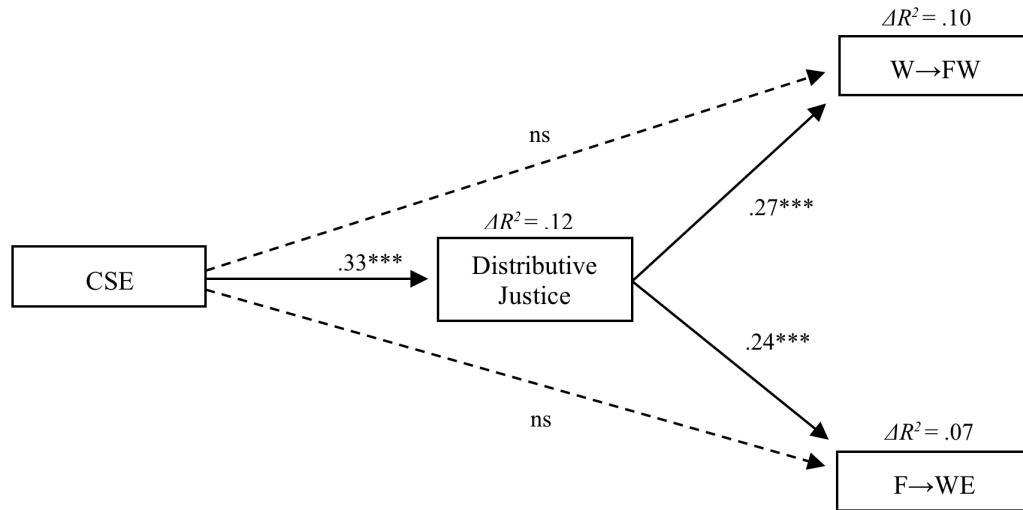 ΔR² = .10
W→FW
ns
.27***
ΔR² = .12
.33***
Distributive
Justice
CSE
.24***
ns
ΔR² = .07
F→WE